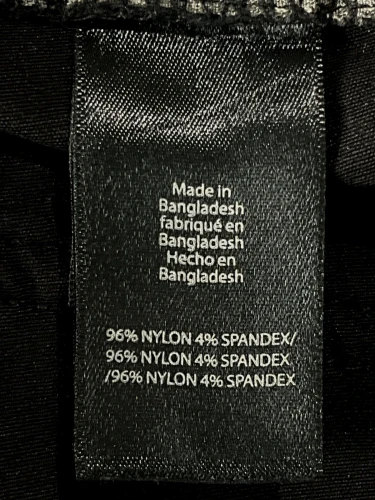 Made in
Bangladesh
fabriqué en
Bangladesh
Hecho en
Bangladesh
96% NYLON 4% SPANDEX/
96% NYLON 4% SPANDEX
/96% NYLON 4% SPANDEX